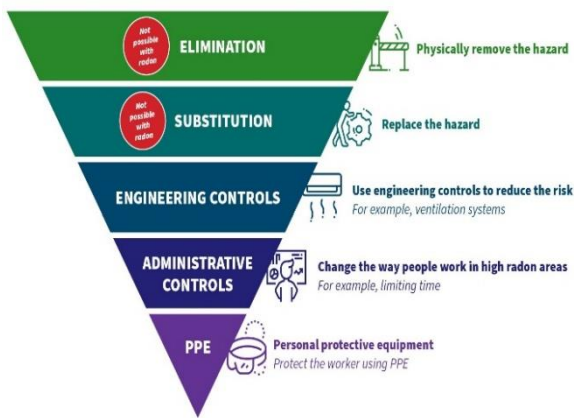 Not
possible
with
radon
ELIMINATION
Physically remove the hazard
Not
possible
with
radon
SUBSTITUTION
Replace the hazard
ENGINEERING CONTROLS
Use engineering controls to reduce the risk
For example, ventilation systems
ADMINISTRATIVE
CONTROLS
Change the way people work in high radon areas
For example, limiting time
PPE
Personal protective equipment
Protect the worker using PPE